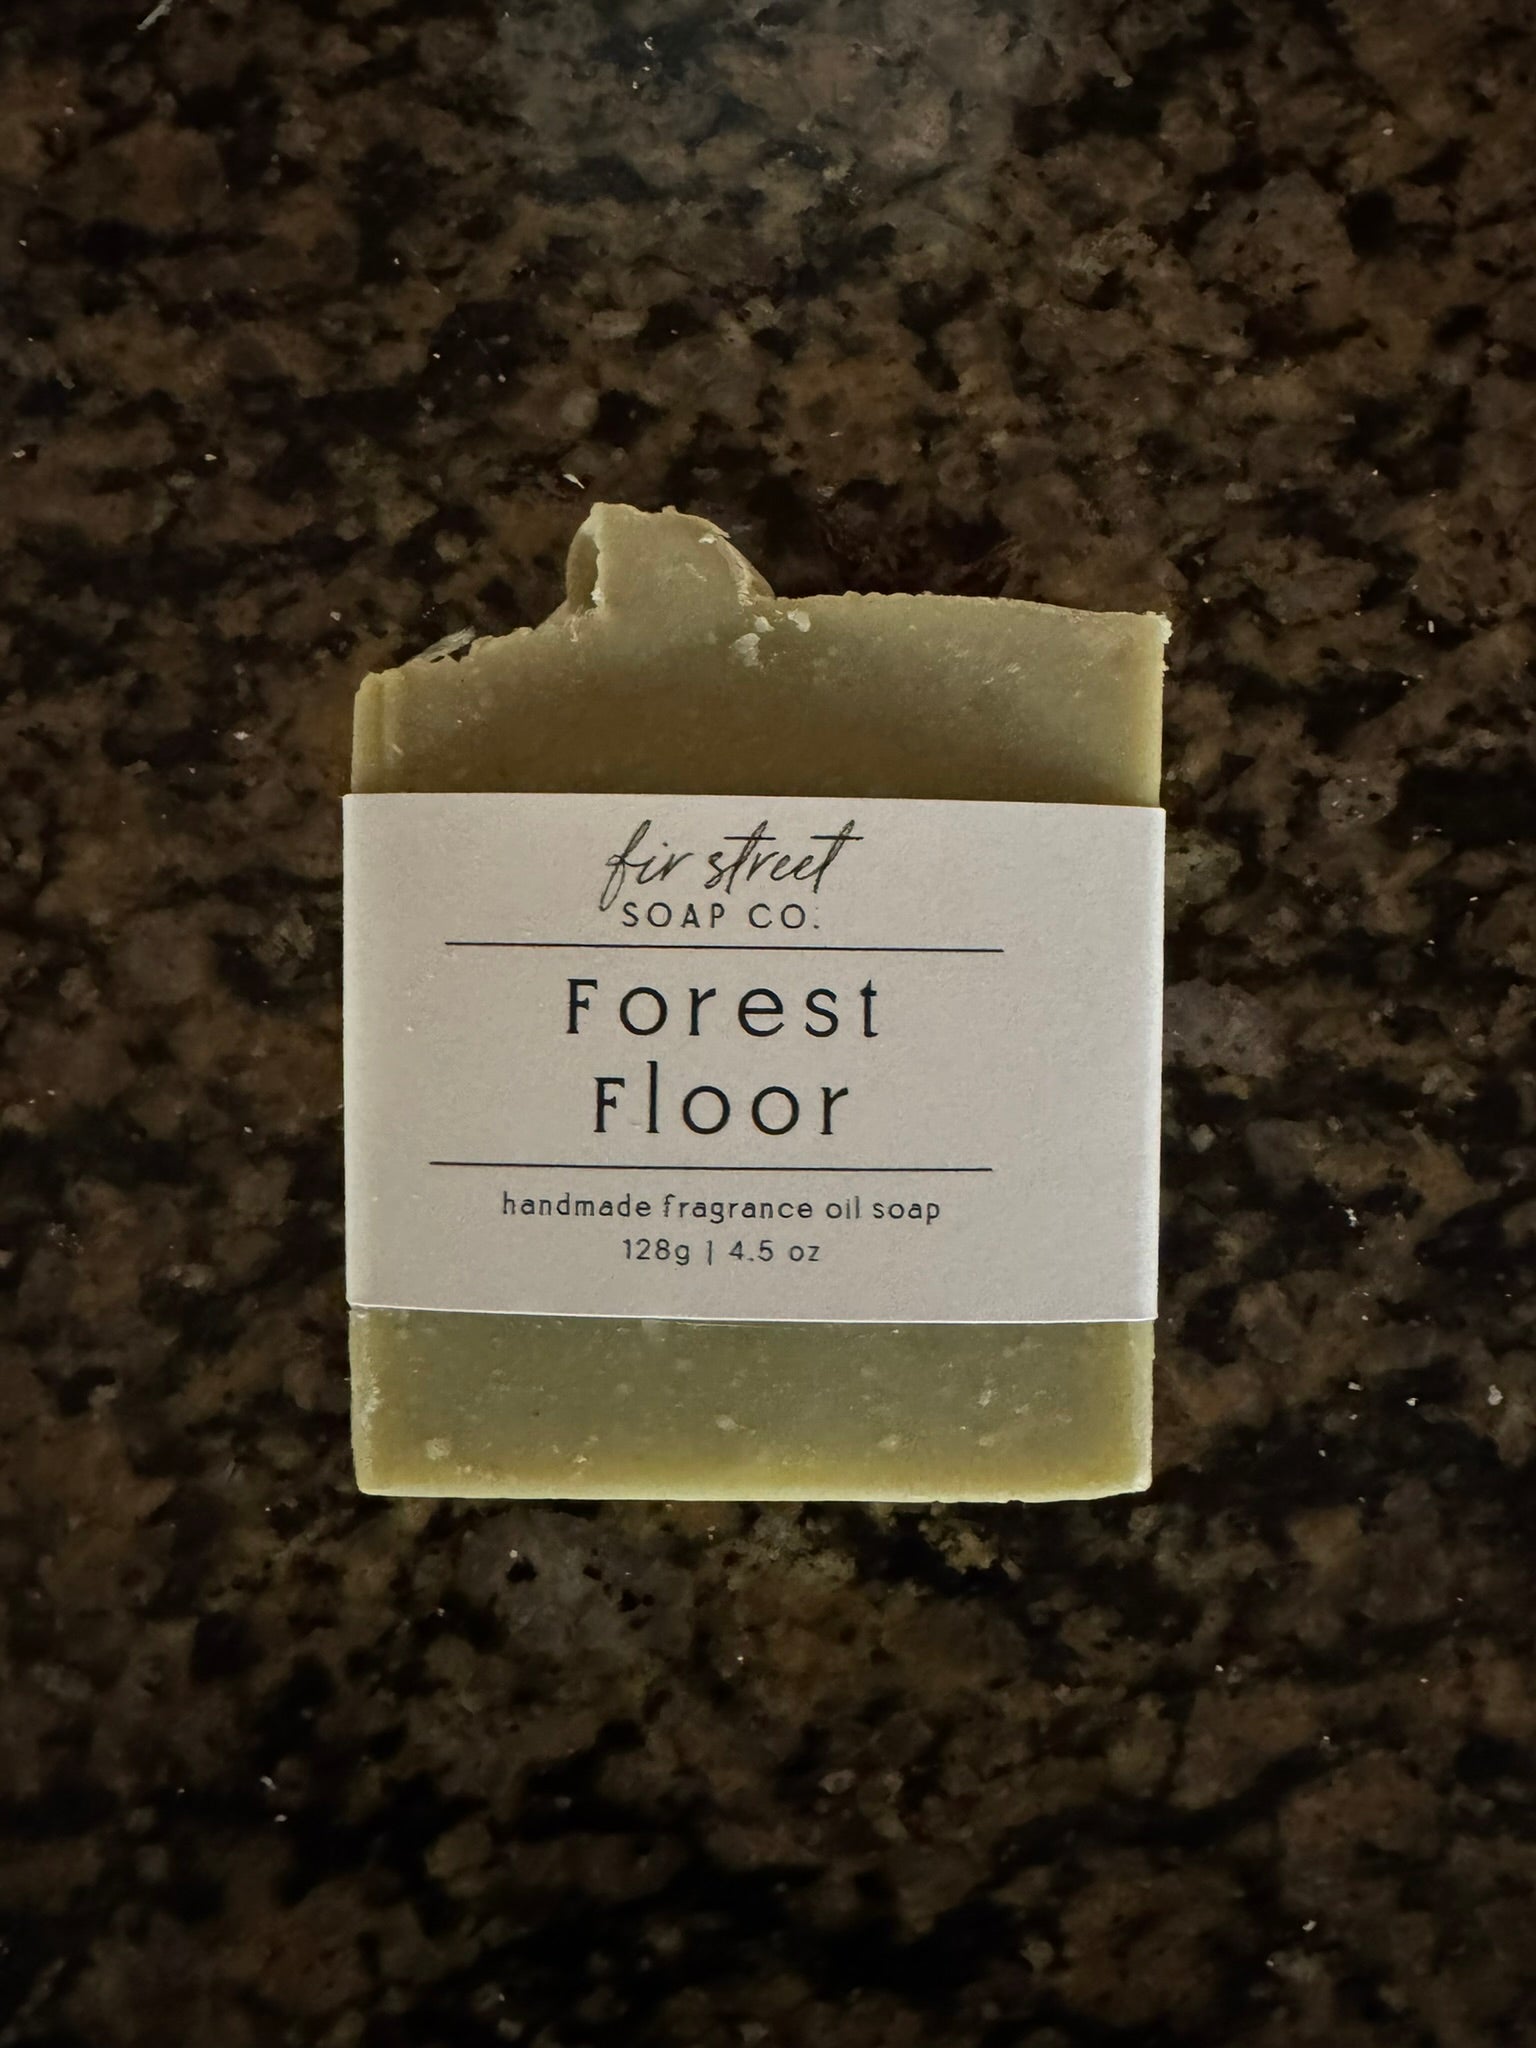 fir street
SOAP CO.
Forest
Floor
handmade fragrance oil soap
128g | 4.5 oz